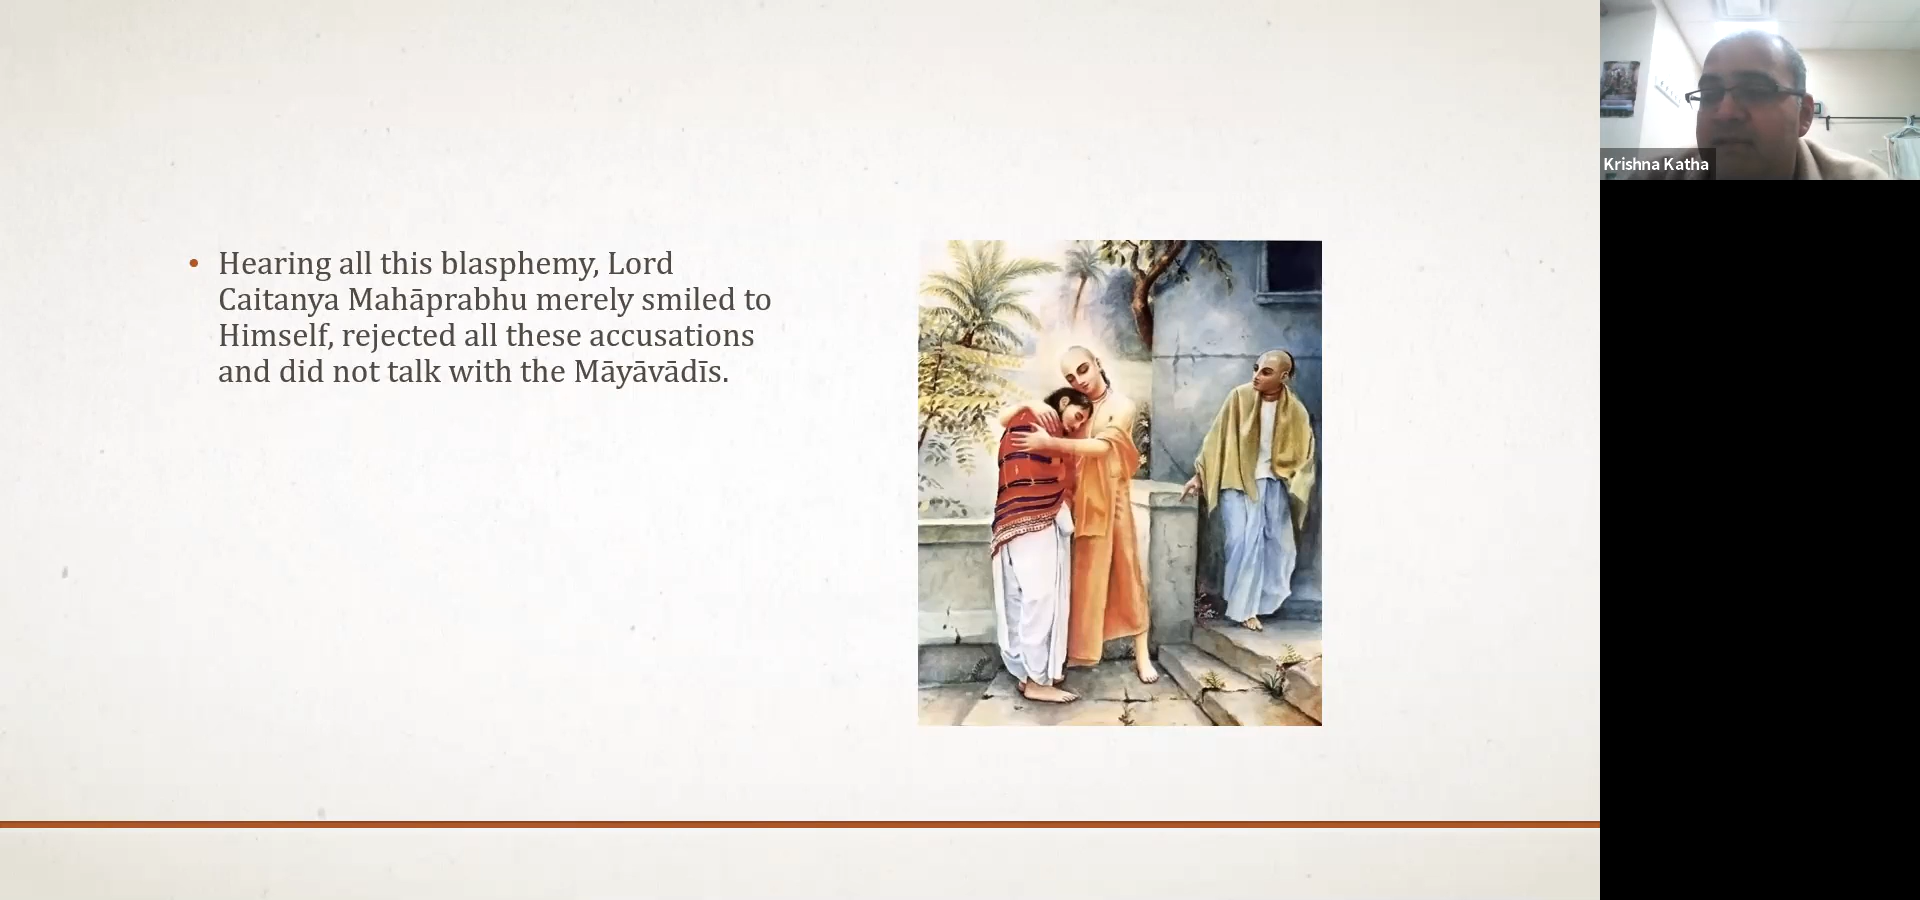 Hearing all this blasphemy, Lord
Caitanya Mahāprabhu merely smiled to
Himself, rejected all these accusations
and did not talk with the Māyāvādīs.
Krishna Katha